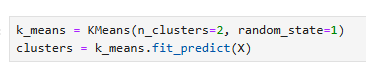 k_means = KMeans(n_clusters=2, random_state=1)
clusters = k_means.fit_predict(X)